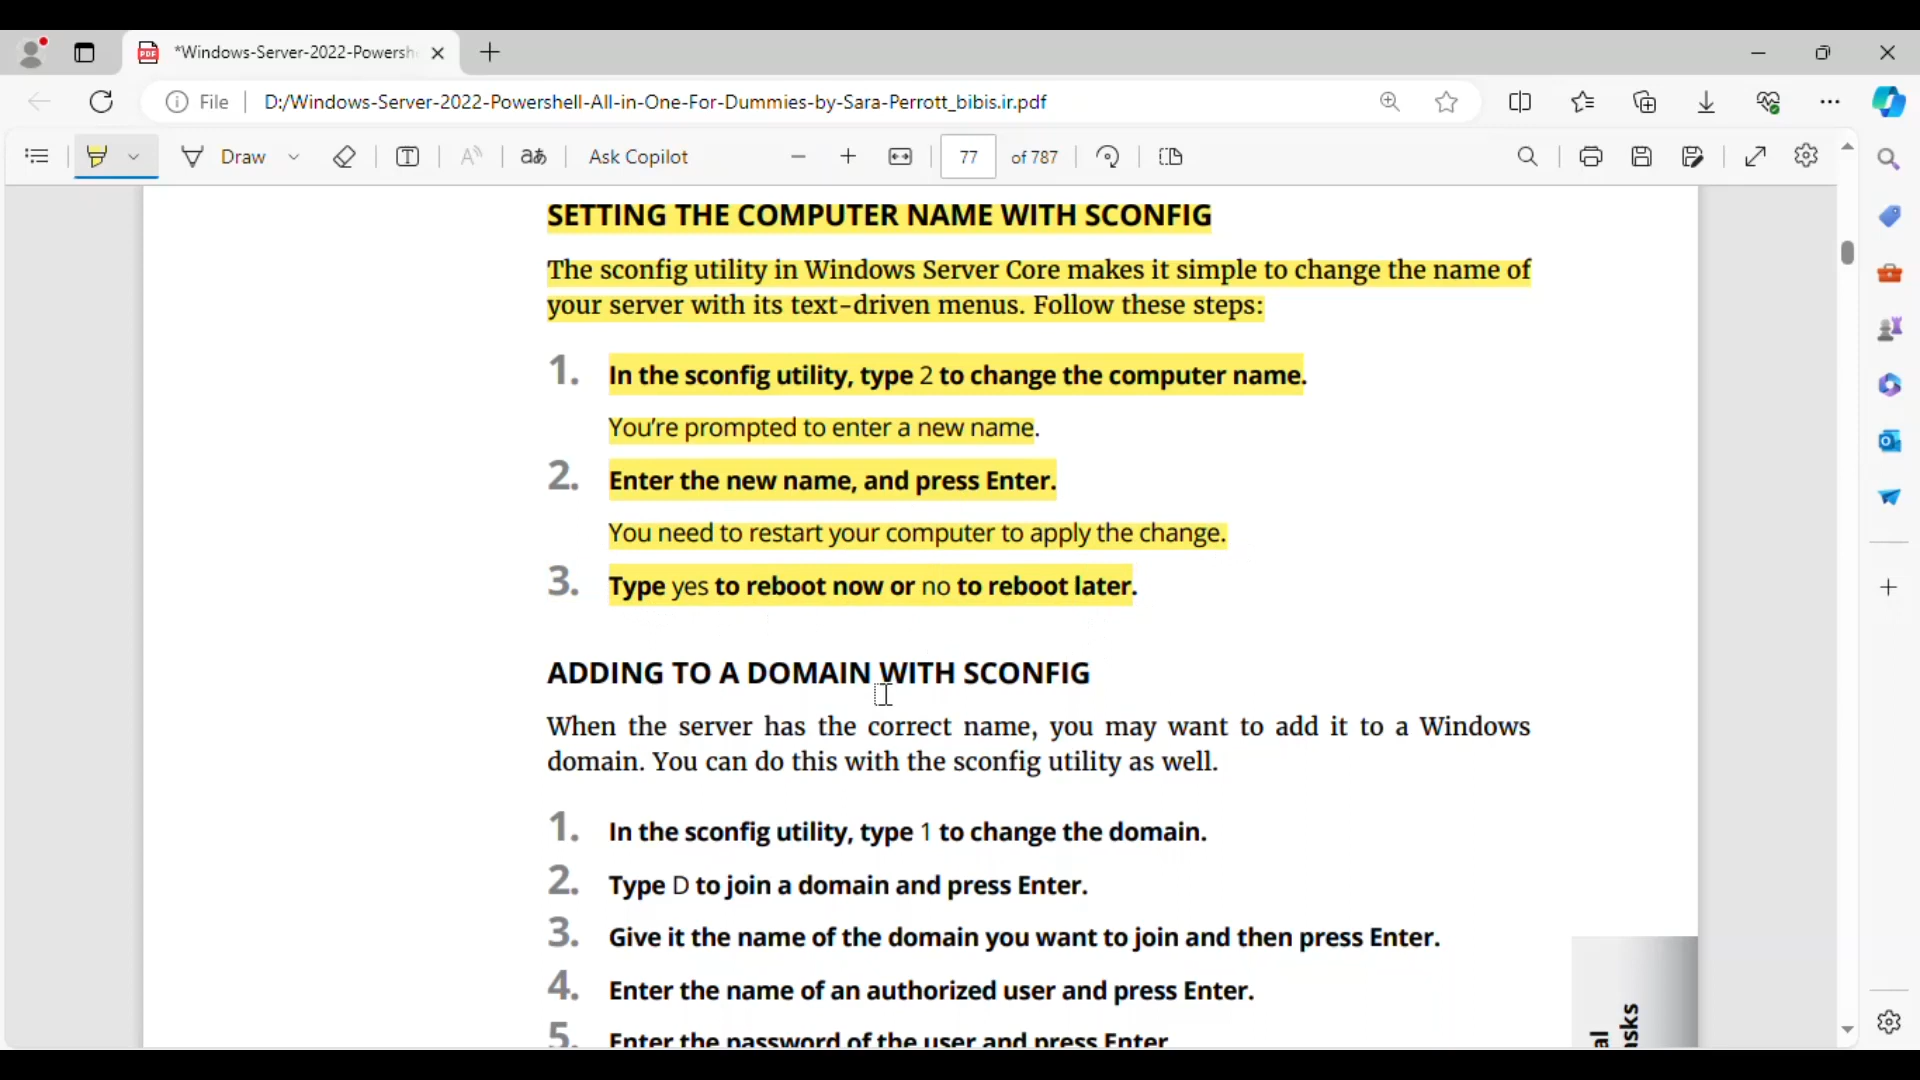 *Windows-Server-2022-Powersh
File
D:/Windows-Server-2022-Powershell-All-in-One-For-Dummies-by-Sara-Perrott_bibis.ir.pdf
Draw
Ask Copilot
77
of 787
SETTING THE COMPUTER NAME WITH SCONFIG
The sconfig utility in Windows Server Core makes it simple to change the name of
your server with its text-driven menus. Follow these steps:
1. In the sconfig utility, type 2 to change the computer name.
You're prompted to enter a new name.
2. Enter the new name, and press Enter.
You need to restart your computer to apply the change.
3. Type yes to reboot now or no to reboot later.
ADDING TO A DOMAIN WITH SCONFIG
When the server has the correct name, you may want to add it to a Windows
domain. You can do this with the sconfig utility as well.
1. In the sconfig utility, type 1 to change the domain.
2. Type D to join a domain and press Enter.
3. Give it the name of the domain you want to join and then press Enter.
4. Enter the name of an authorized user and press Enter.
5. Enter the password of the user and press Enter